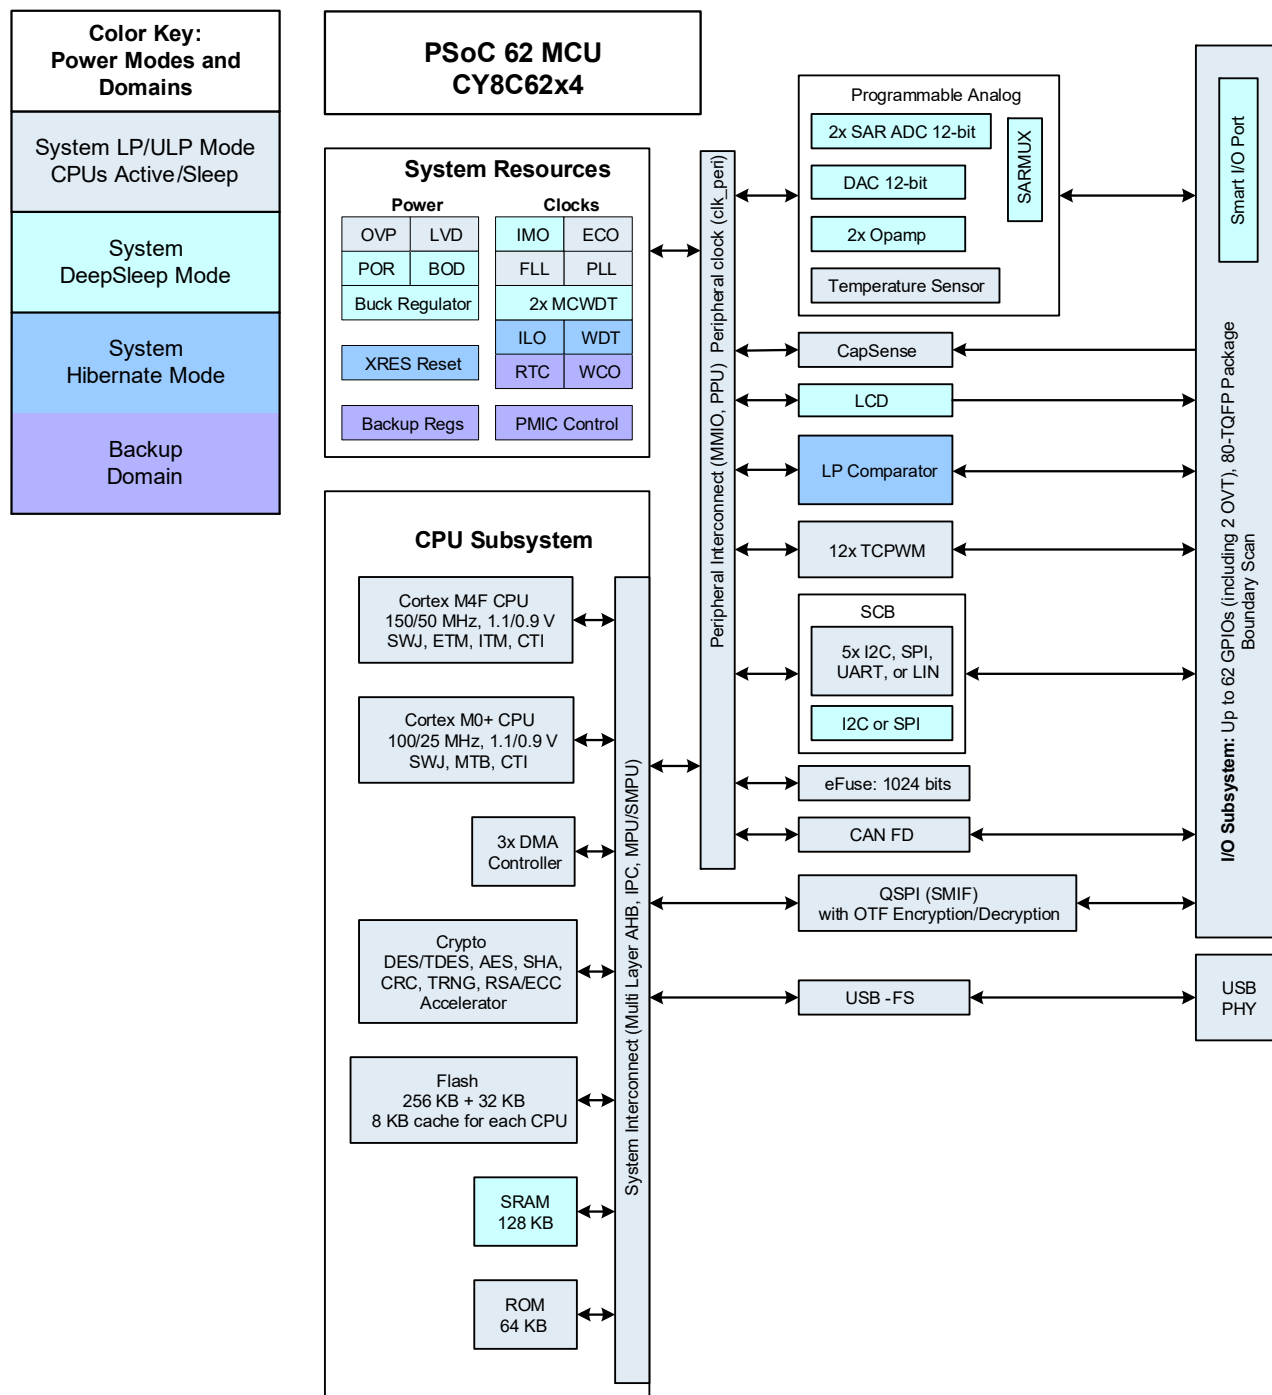 Color Key:
Power Modes and
Domains
System LP/ULP Mode
CPUs Active/Sleep
System
DeepSleep Mode
System
Hibernate Mode
Backup
Domain
PSoC 62 MCU
CY8C62x4
System Resources
Power
Clocks
OVP
LVD
POR
BOD
Buck Regulator
XRES Reset
Backup Regs
IMO
ECO
FLL
PLL
2x MCWDT
ILO
WDT
RTC
WCO
PMIC Control
CPU Subsystem
Cortex M4F CPU
150/50 MHz, 1.1/0.9 V
SWJ, ETM, ITM, CTI
Cortex M0+ CPU
100/25 MHz, 1.1/0.9 V
SWJ, MTB, CTI
3x DMA
Controller
Crypto
DES/TDES, AES, SHA,
CRC, TRNG, RSA/ECC
Accelerator
Flash
256 KB + 32 KB
8 KB cache for each CPU
SRAM
128 KB
ROM
64 KB
System Interconnect (Multi Layer AHB, IPC, MPU/SMPU)
Peripheral Interconnect (MMIO, PPU) Peripheral clock (clk_peri)
Programmable Analog
2x SAR ADC 12-bit
DAC 12-bit
2x Opamp
Temperature Sensor
SARMUX
CapSense
LCD
LP Comparator
12x TCPWM
SCB
5x I2C, SPI,
UART, or LIN
I2C or SPI
eFuse: 1024 bits
CAN FD
QSPI (SMIF)
with OTF Encryption/Decryption
USB -FS
Smart I/O Port
I/O Subsystem: Up to 62 GPIOs (including 2 OVT), 80-TQFP Package
Boundary Scan
USB
PHY